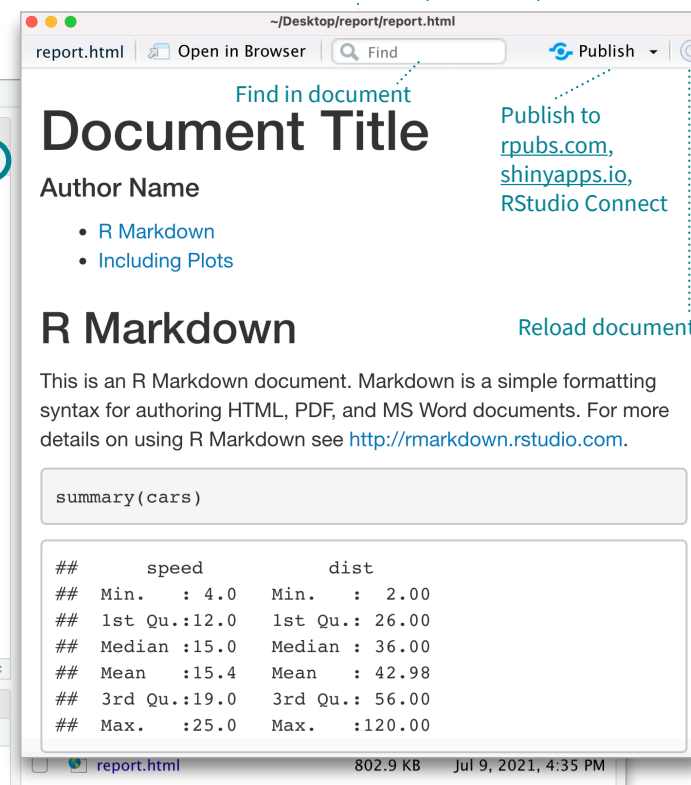 ~/Desktop/report/report.html
report.html Open in Browser Find Publish
Find in document
Document Title
Publish to
rpubs.com,
shinyapps.io,
RStudio Connect
Author Name
• R Markdown
• Including Plots
R Markdown
Reload document
This is an R Markdown document. Markdown is a simple formatting
syntax for authoring HTML, PDF, and MS Word documents. For more
details on using R Markdown see http://rmarkdown.rstudio.com.
summary(cars)
##      speed           dist
##  Min.   : 4.0   Min.   :  2.00
##  1st Qu.:12.0   1st Qu.: 26.00
##  Median :15.0   Median : 36.00
##  Mean   :15.4   Mean   : 42.98
##  3rd Qu.:19.0   3rd Qu.: 56.00
##  Max.   :25.0   Max.   :120.00
report.html 802.9 KB Jul 9, 2021, 4:35 PM